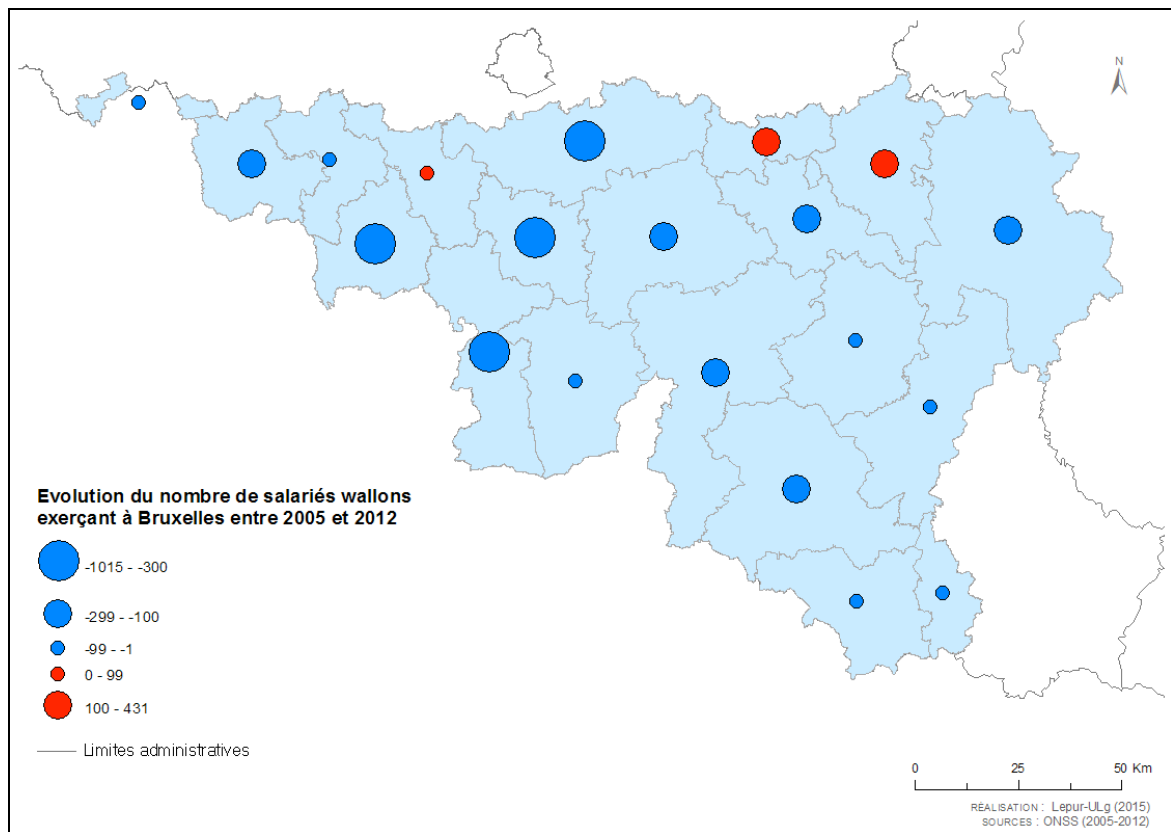 N
Evolution du nombre de salariés wallons
exerçant à Bruxelles entre 2005 et 2012
-1015 - -300
-299 - -100
-99 - -1
0 - 99
100 - 431
Limites administratives
0 25 50 Km
RÉALISATION : Lepur-ULg (2015)
SOURCES : ONSS (2005-2012)